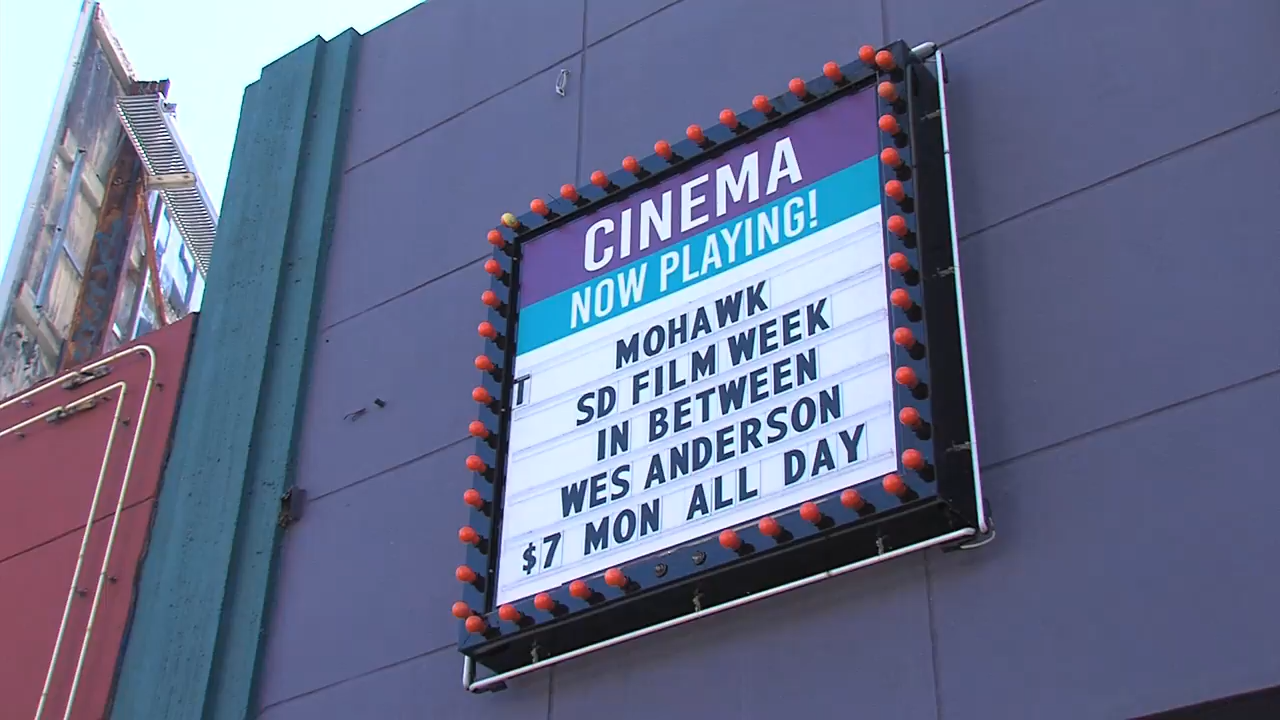 CINEMA
NOW PLAYING!
MOHAWK
T SD FILM WEEK
IN BETWEEN
WES ANDERSON
$7 MON ALL DAY